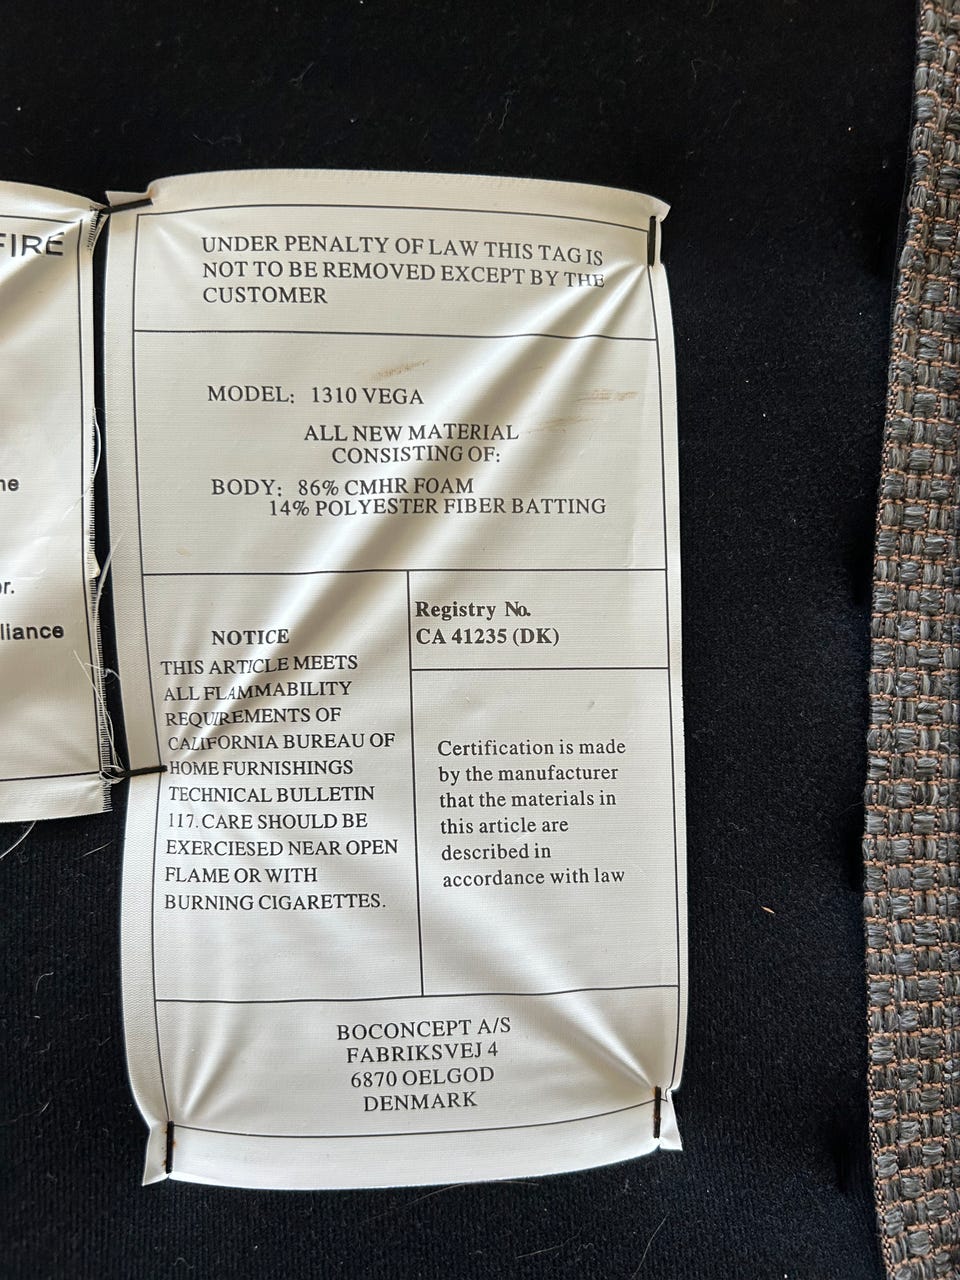 FIRE
ne
r.
liance
UNDER PENALTY OF LAW THIS TAG IS
NOT TO BE REMOVED EXCEPT BY THE
CUSTOMER
MODEL: 1310 VEGA
ALL NEW MATERIAL
CONSISTING OF:
BODY: 86% CMHR FOAM
14% POLYESTER FIBER BATTING
NOTICE
THIS ARTICLE MEETS
ALL FLAMMABILITY
REQUIREMENTS OF
CALIFORNIA BUREAU OF
HOME FURNISHINGS
TECHNICAL BULLETIN
117. CARE SHOULD BE
EXERCIESED NEAR OPEN
FLAME OR WITH
BURNING CIGARETTES.
Registry No.
CA 41235 (DK)
Certification is made
by the manufacturer
that the materials in
this article are
described in
accordance with law
BOCONCEPT A/S
FABRIKSVEJ 4
6870 OELGOD
DENMARK